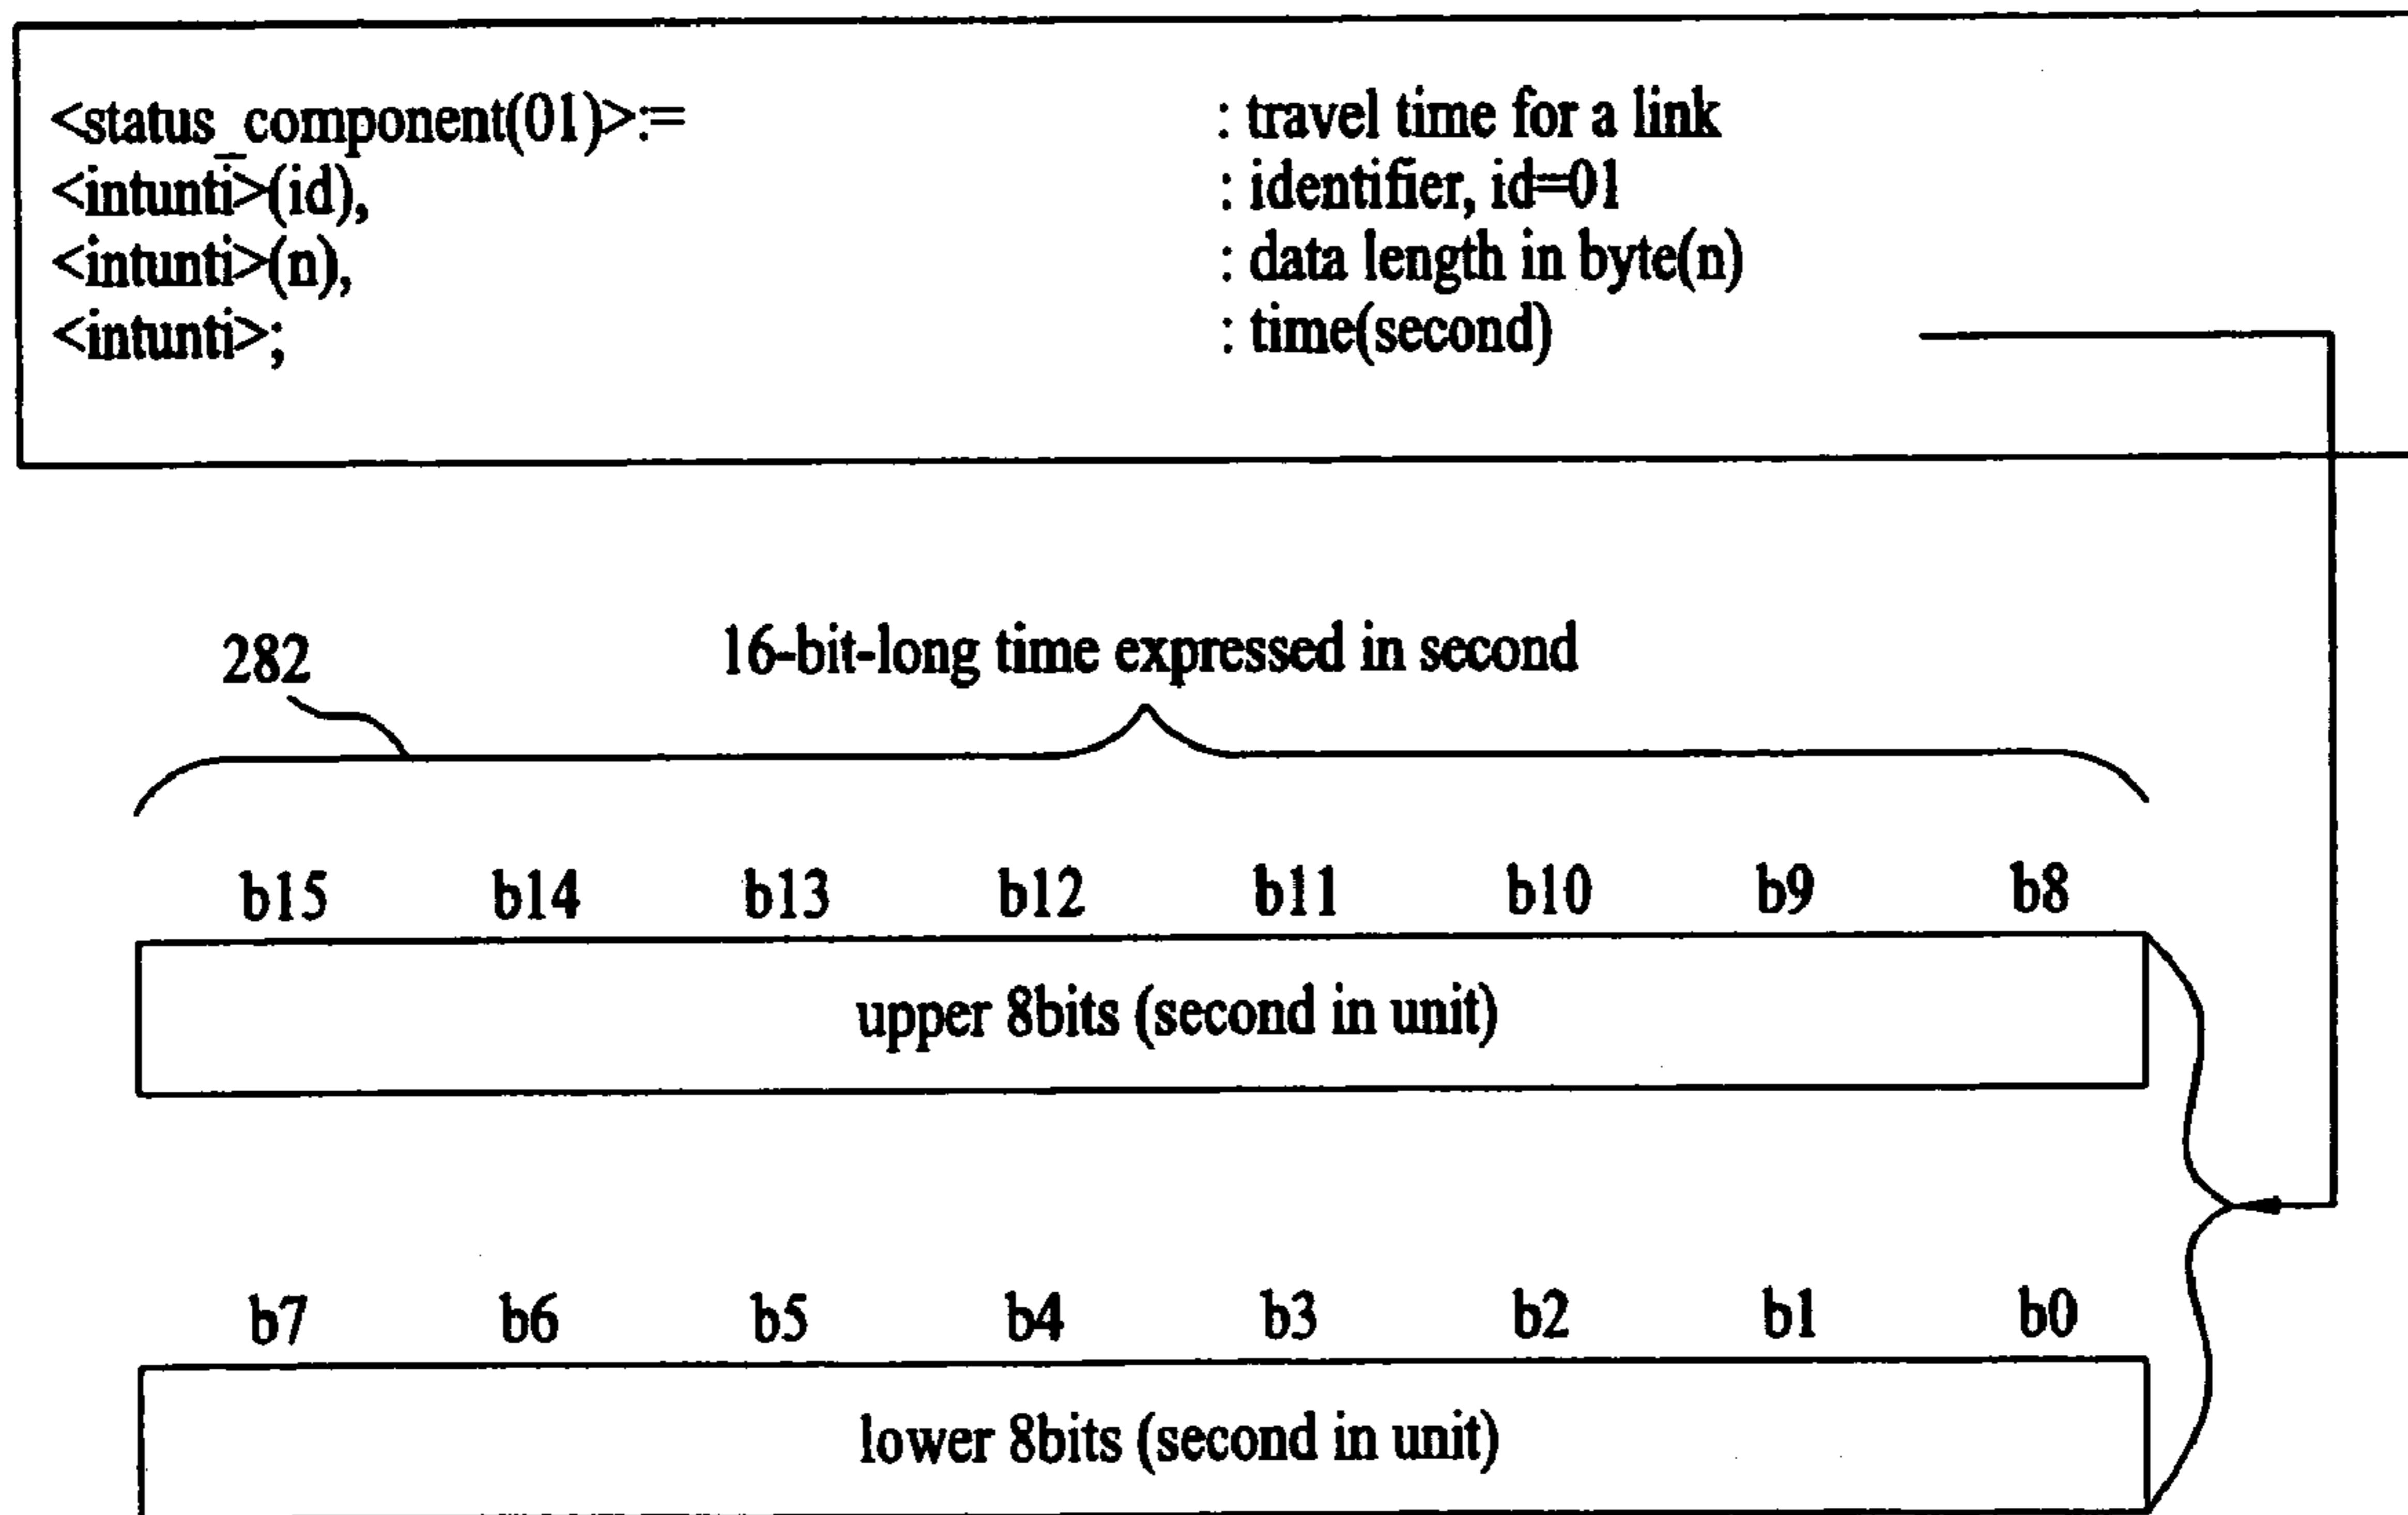 <status_component(01)>:= : travel time for a link
<intunti>(id), : identifier, id=01
<intunti>(n), : data length in byte(n)
<intunti>; : time(second)
282 16-bit-long time expressed in second
b15 b14 b13 b12 b11 b10 b9 b8
upper 8bits (second in unit)
b7 b6 b5 b4 b3 b2 b1 b0
lower 8bits (second in unit)